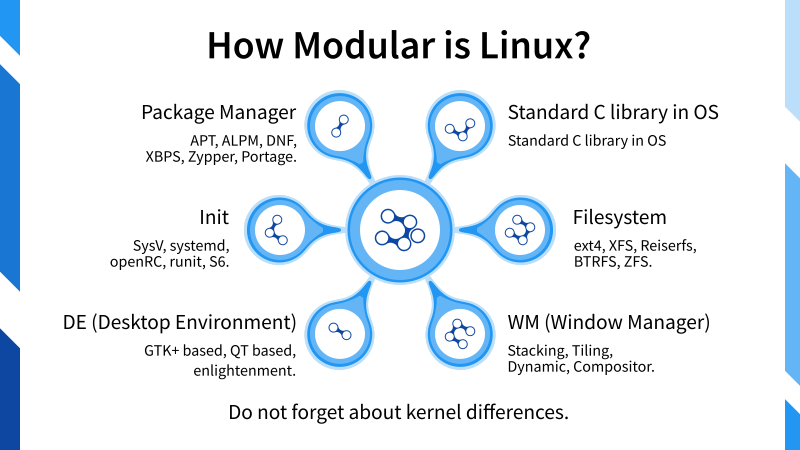 How Modular is Linux?
Package Manager
APT, ALPM, DNF,
XBPS, Zypper, Portage.
Standard C library in OS
Standard C library in OS
Init
SysV, systemd,
openRC, runit, S6.
Filesystem
ext4, XFS, Reiserfs,
BTRFS, ZFS.
DE (Desktop Environment)
GTK+ based, QT based,
enlightenment.
WM (Window Manager)
Stacking, Tiling,
Dynamic, Compositor.
Do not forget about kernel differences.